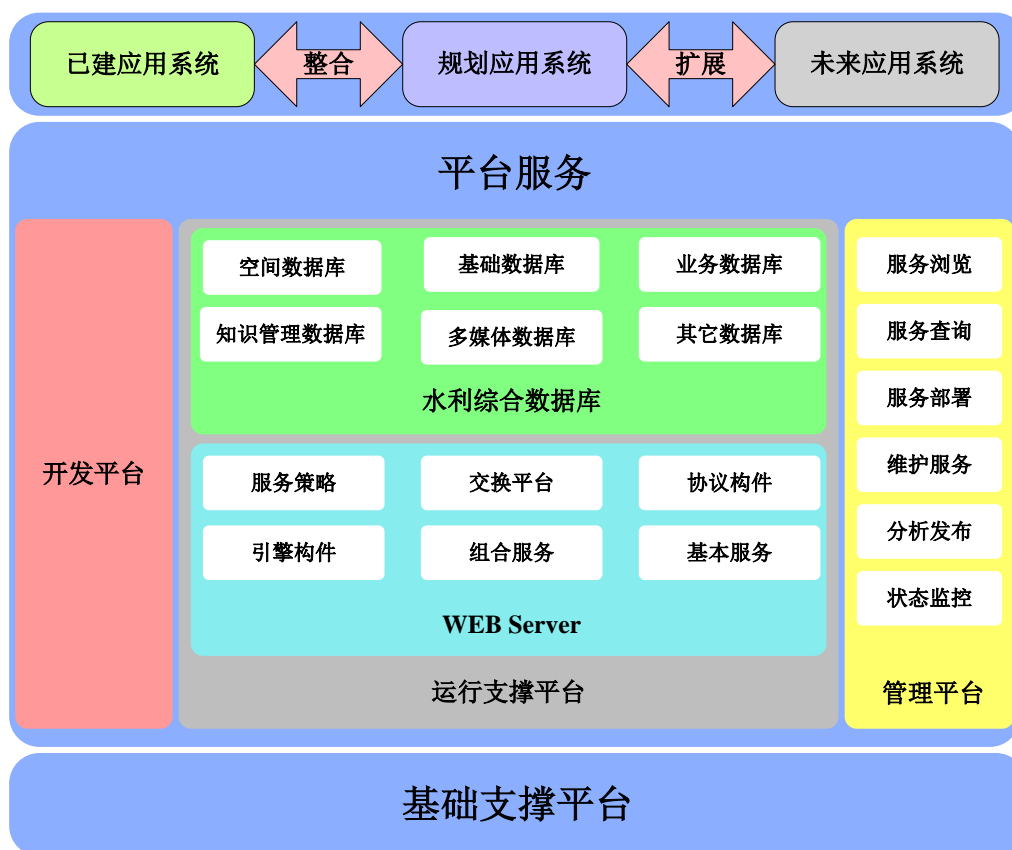 已建应用系统
整合
规划应用系统
扩展
未来应用系统
平台服务
开发平台
空间数据库
基础数据库
业务数据库
知识管理数据库
多媒体数据库
其它数据库
水利综合数据库
服务策略
交换平台
协议构件
引擎构件
组合服务
基本服务
WEB Server
运行支撑平台
服务浏览
服务查询
服务部署
维护服务
分析发布
状态监控
管理平台
基础支撑平台